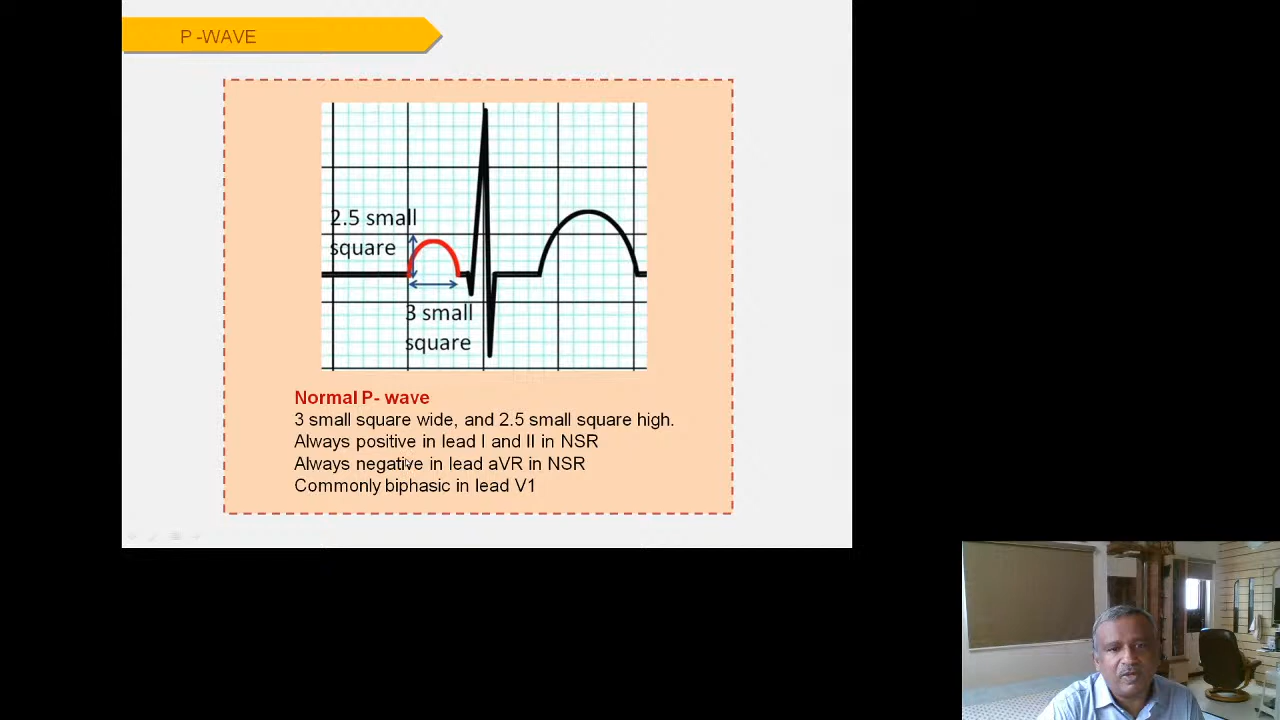 P -WAVE
2.5 small
square
3 small
square
Normal P- wave
3 small square wide, and 2.5 small square high.
Always positive in lead I and II in NSR
Always negative in lead aVR in NSR
Commonly biphasic in lead V1